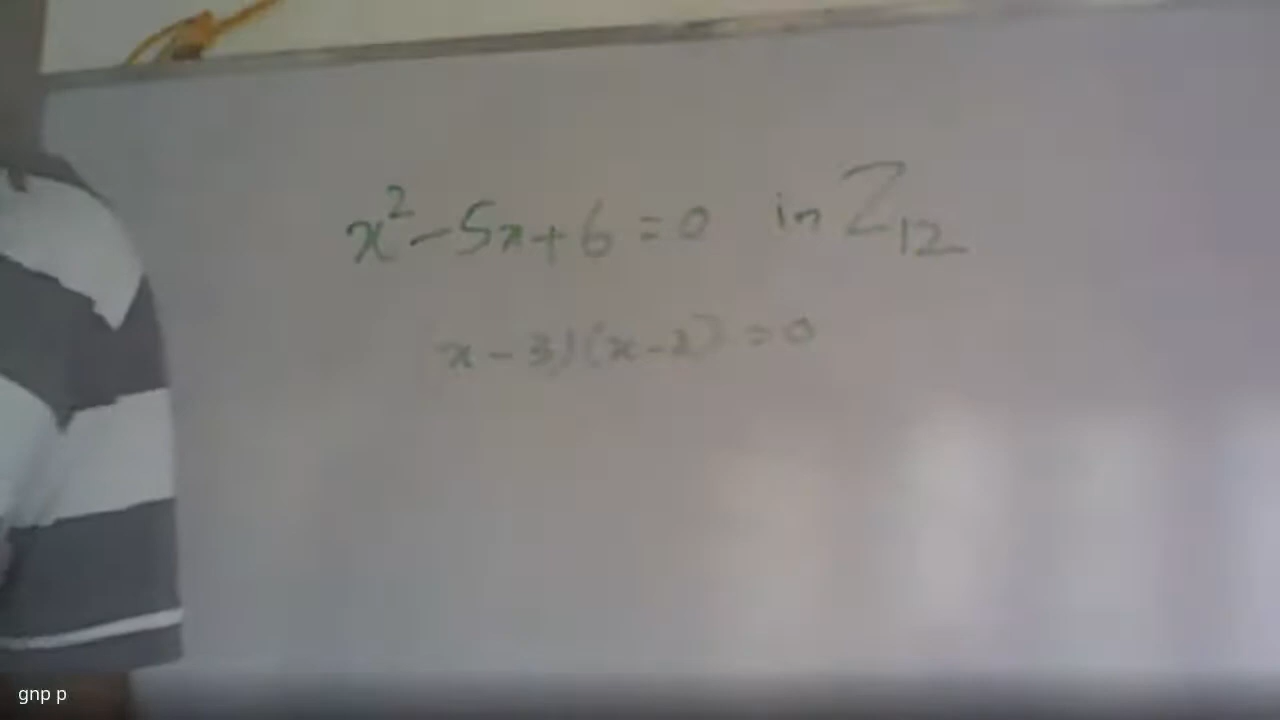 x² - 5x + 6 = 0 in Z₁₂
(x - 3)(x - 2) = 0
gnp p